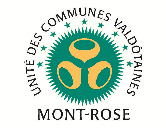 UNITÉ DES COMMUNES VALDÔTAINES
MONT-ROSE